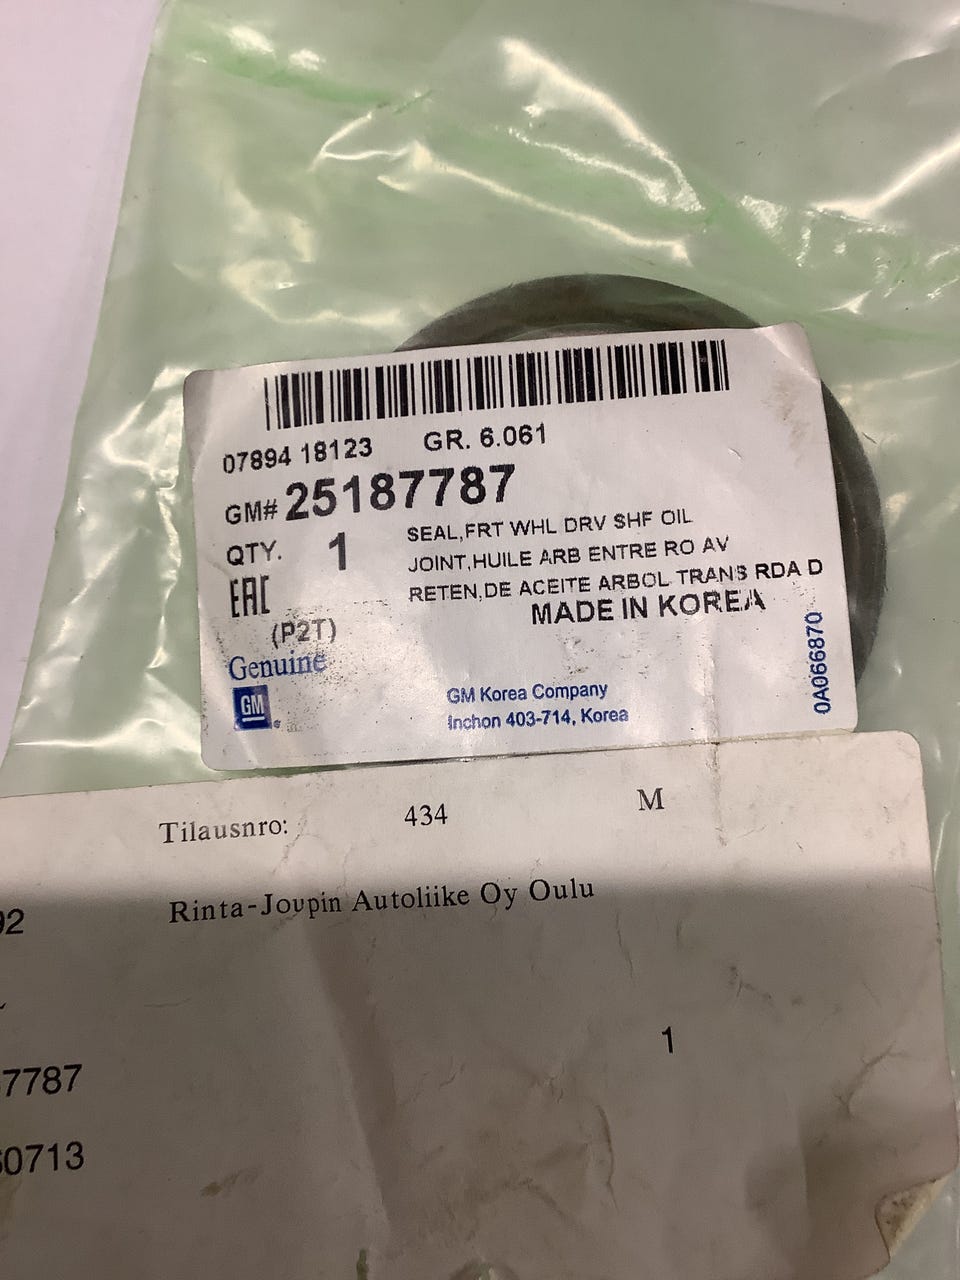 07894 18123 GR. 6.061
GM# 25187787
QTY. 1
SEAL,FRT WHL DRV SHF OIL
JOINT,HUILE ARB ENTRE RO AV
RETEN,DE ACEITE ARBOL TRANS RDA D
MADE IN KOREA
EAC
(P2T)
Genuine
GM
GM Korea Company
Inchon 403-714, Korea
0A066870
Tilausnro: 434 M
92 Rinta-Joupin Autoliike Oy Oulu
1
7787
0713